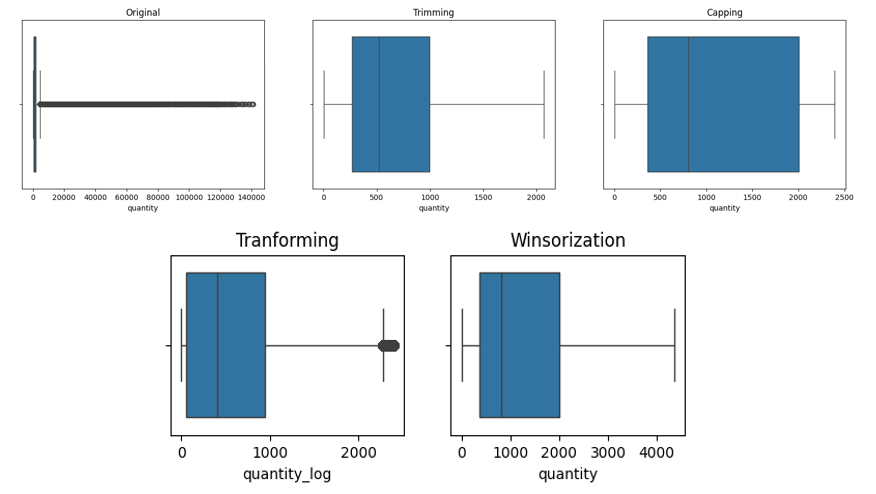 Original
0 20000 40000 60000 80000 100000 120000 140000
quantity
Trimming
0 500 1000 1500 2000
quantity
Capping
0 500 1000 1500 2000 2500
quantity
Tranforming
0 1000 2000
quantity_log
Winsorization
0 1000 2000 3000 4000
quantity